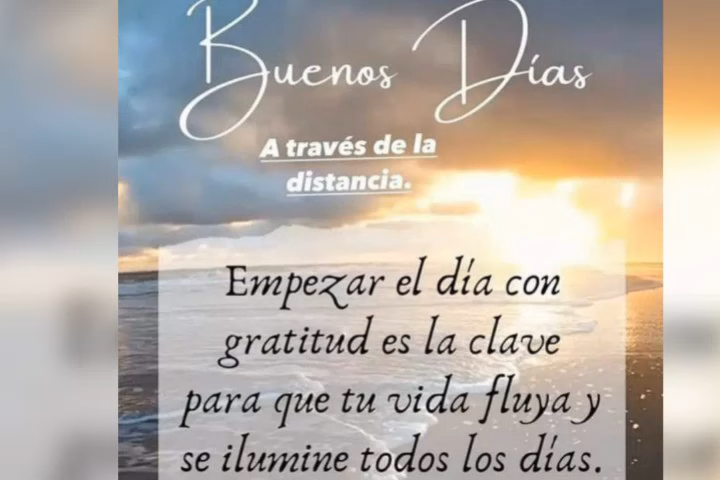 Buenos Días
A través de la
distancia.
Empezar el día con
gratitud es la clave
para que tu vida fluya y
se ilumine todos los días.